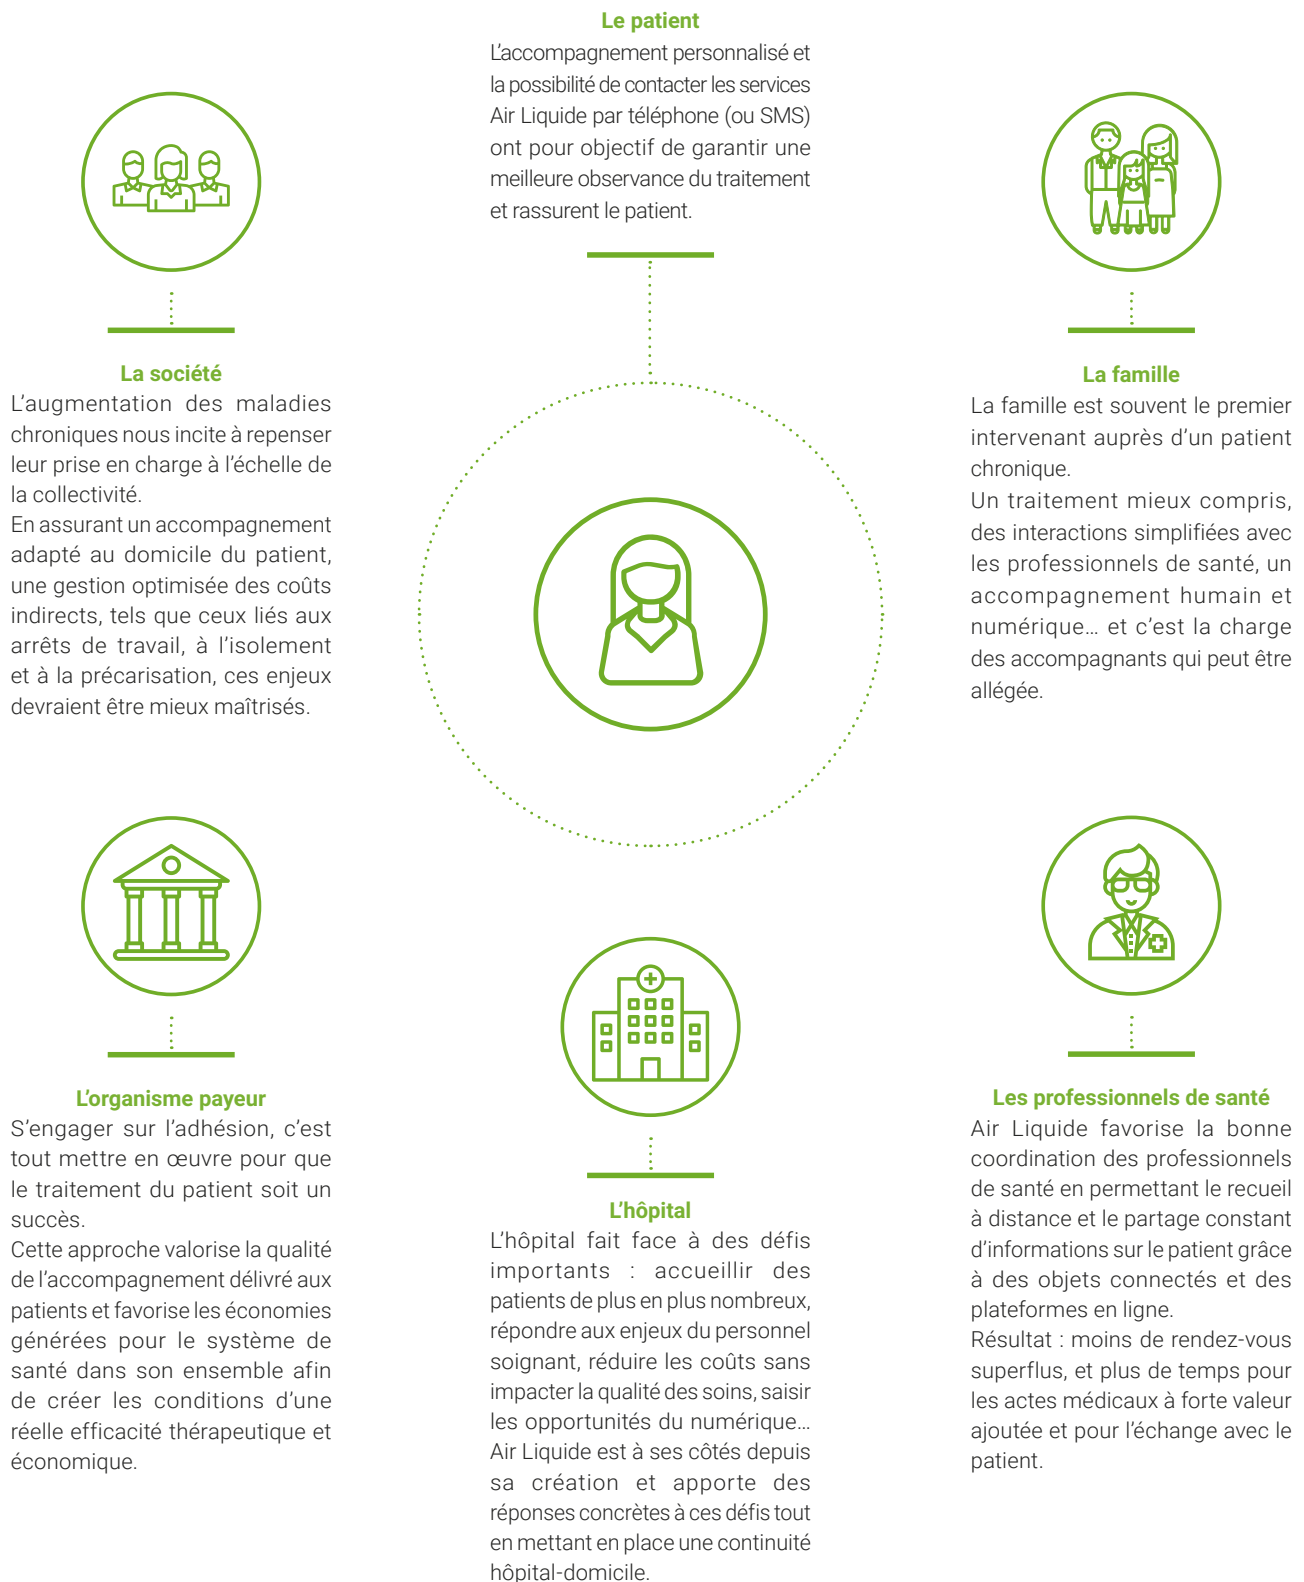 Le patient
L’accompagnement personnalisé et
la possibilité de contacter les services
Air Liquide par téléphone (ou SMS)
ont pour objectif de garantir une
meilleure observance du traitement
et rassurent le patient.
La société
L’augmentation des maladies
chroniques nous incite à repenser
leur prise en charge à l’échelle de
la collectivité.
En assurant un accompagnement
adapté au domicile du patient,
une gestion optimisée des coûts
indirects, tels que ceux liés aux
arrêts de travail, à l’isolement
et à la précarisation, ces enjeux
devraient être mieux maîtrisés.
La famille
La famille est souvent le premier
intervenant auprès d’un patient
chronique.
Un traitement mieux compris,
des interactions simplifiées avec
les professionnels de santé, un
accompagnement humain et
numérique… et c’est la charge
des accompagnants qui peut être
allégée.
L’organisme payeur
S’engager sur l’adhésion, c’est
tout mettre en œuvre pour que
le traitement du patient soit un
succès.
Cette approche valorise la qualité
de l’accompagnement délivré aux
patients et favorise les économies
générées pour le système de
santé dans son ensemble afin
de créer les conditions d’une
réelle efficacité thérapeutique et
économique.
L’hôpital
L’hôpital fait face à des défis
importants : accueillir des
patients de plus en plus nombreux,
répondre aux enjeux du personnel
soignant, réduire les coûts sans
impacter la qualité des soins, saisir
les opportunités du numérique…
Air Liquide est à ses côtés depuis
sa création et apporte des
réponses concrètes à ces défis tout
en mettant en place une continuité
hôpital-domicile.
Les professionnels de santé
Air Liquide favorise la bonne
coordination des professionnels
de santé en permettant le recueil
à distance et le partage constant
d’informations sur le patient grâce
à des objets connectés et des
plateformes en ligne.
Résultat : moins de rendez-vous
superflus, et plus de temps pour
les actes médicaux à forte valeur
ajoutée et pour l’échange avec le
patient.